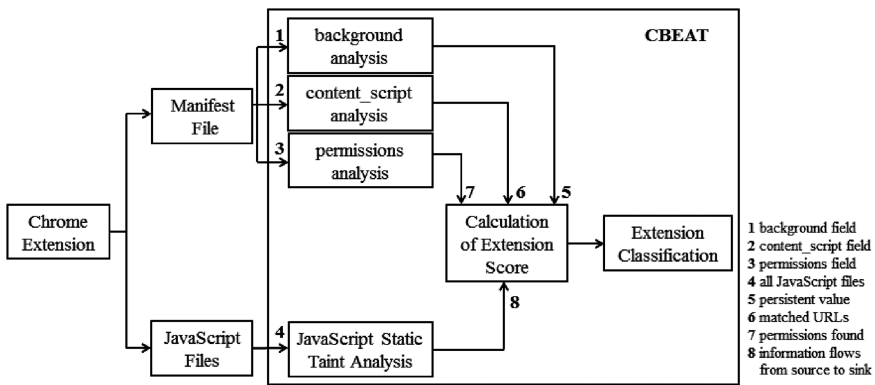 CBEAT
1
background
analysis
2
content_script
analysis
3
permissions
analysis
Manifest
File
7
6
5
Chrome
Extension
Calculation
of Extension
Score
Extension
Classification
8
JavaScript
Files
4
JavaScript Static
Taint Analysis
1 background field
2 content_script field
3 permissions field
4 all JavaScript files
5 persistent value
6 matched URLs
7 permissions found
8 information flows
from source to sink